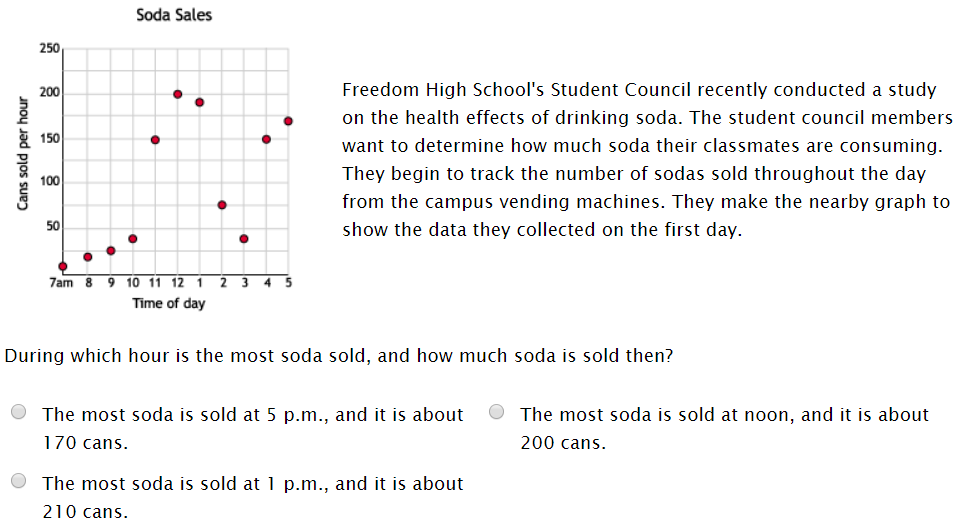 Soda Sales
250
200
150
100
50
Cans sold per hour
7am 8 9 10 11 12 1 2 3 4 5
Time of day
Freedom High School's Student Council recently conducted a study
on the health effects of drinking soda. The student council members
want to determine how much soda their classmates are consuming.
They begin to track the number of sodas sold throughout the day
from the campus vending machines. They make the nearby graph to
show the data they collected on the first day.
During which hour is the most soda sold, and how much soda is sold then?
The most soda is sold at 5 p.m., and it is about
170 cans.
The most soda is sold at noon, and it is about
200 cans.
The most soda is sold at 1 p.m., and it is about
210 cans.